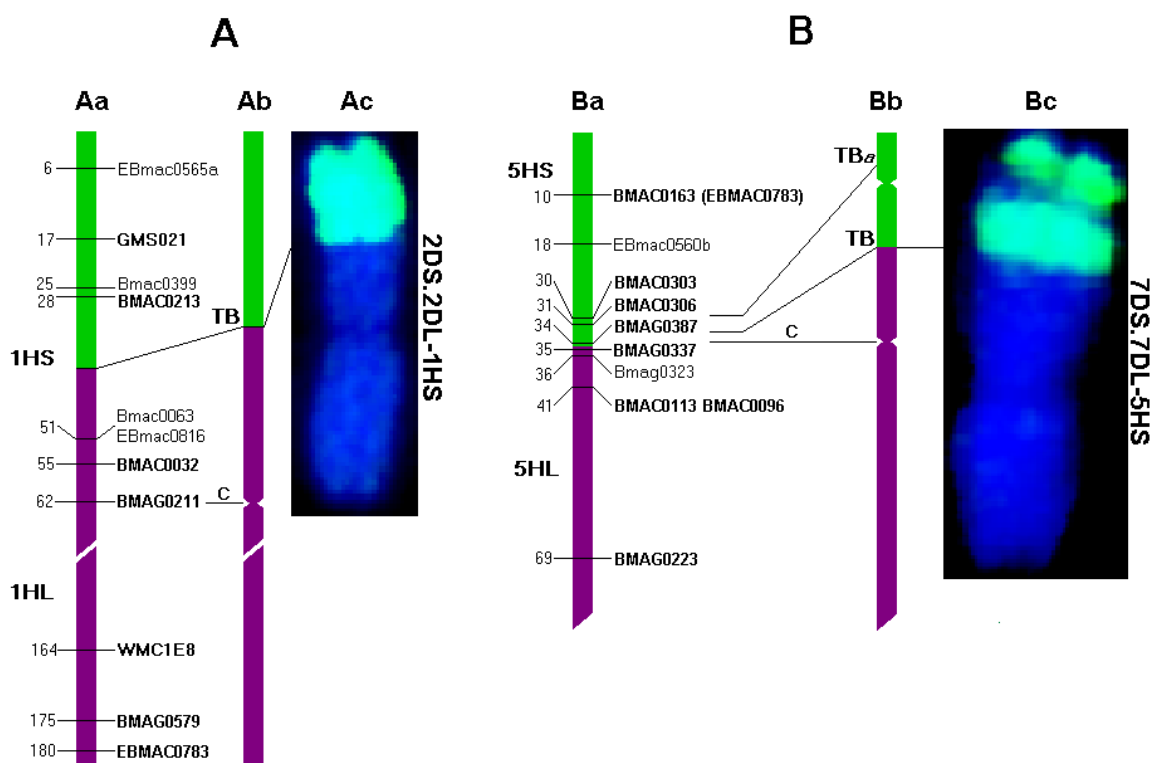 A
B
Aa
Ab
Ac
Ba
Bb
Bc
6
EBmac0565a
17
GMS021
25
Bmac0399
28
BMAC0213
TB
1HS
51
Bmac0063
EBmac0816
55
BMAC0032
62
BMAG0211
C
1HL
164
WMC1E8
175
BMAG0579
180
EBMAC0783
2DS.2DL-1HS
5HS
10
BMAC0163 (EBMAC0783)
18
EBmac0560b
30
BMAC0303
31
BMAC0306
34
BMAG0387
35
BMAG0337
36
Bmag0323
41
BMAC0113 BMAC0096
5HL
69
BMAG0223
TBa
TB
C
7DS.7DL-5HS